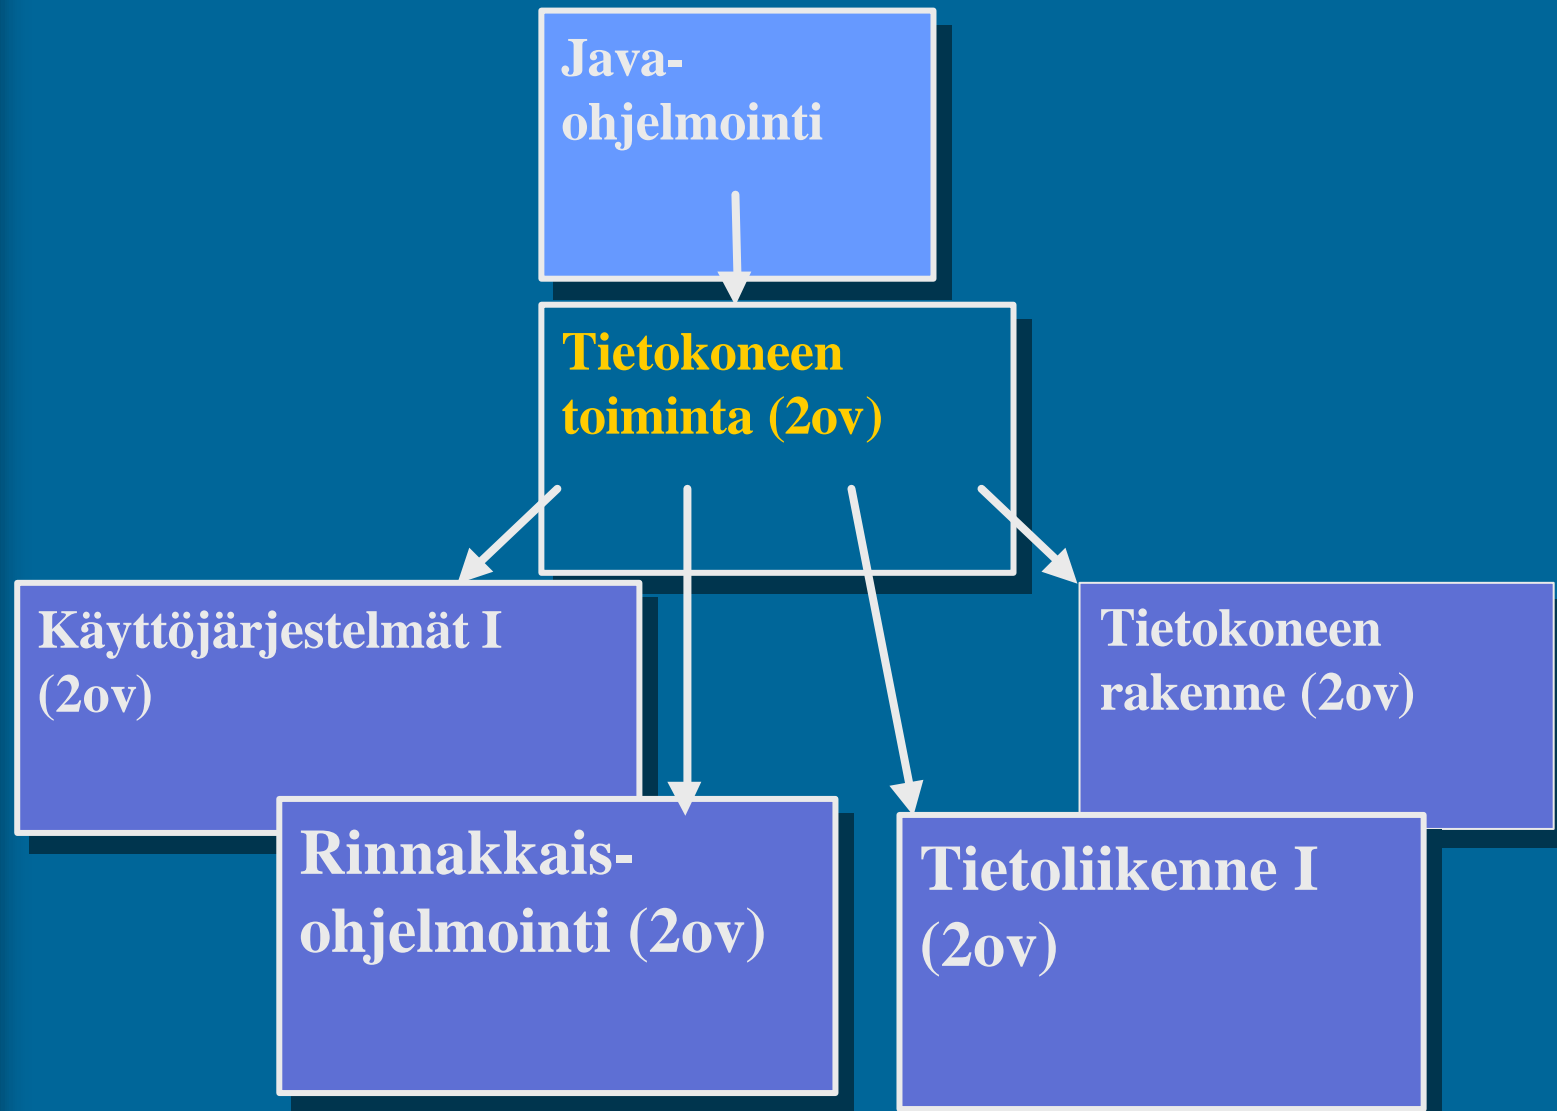 Java-
ohjelmointi
Tietokoneen
toiminta (2ov)
Käyttöjärjestelmät I
(2ov)
Tietokoneen
rakenne (2ov)
Rinnakkais-
ohjelmointi (2ov)
Tietoliikenne I
(2ov)